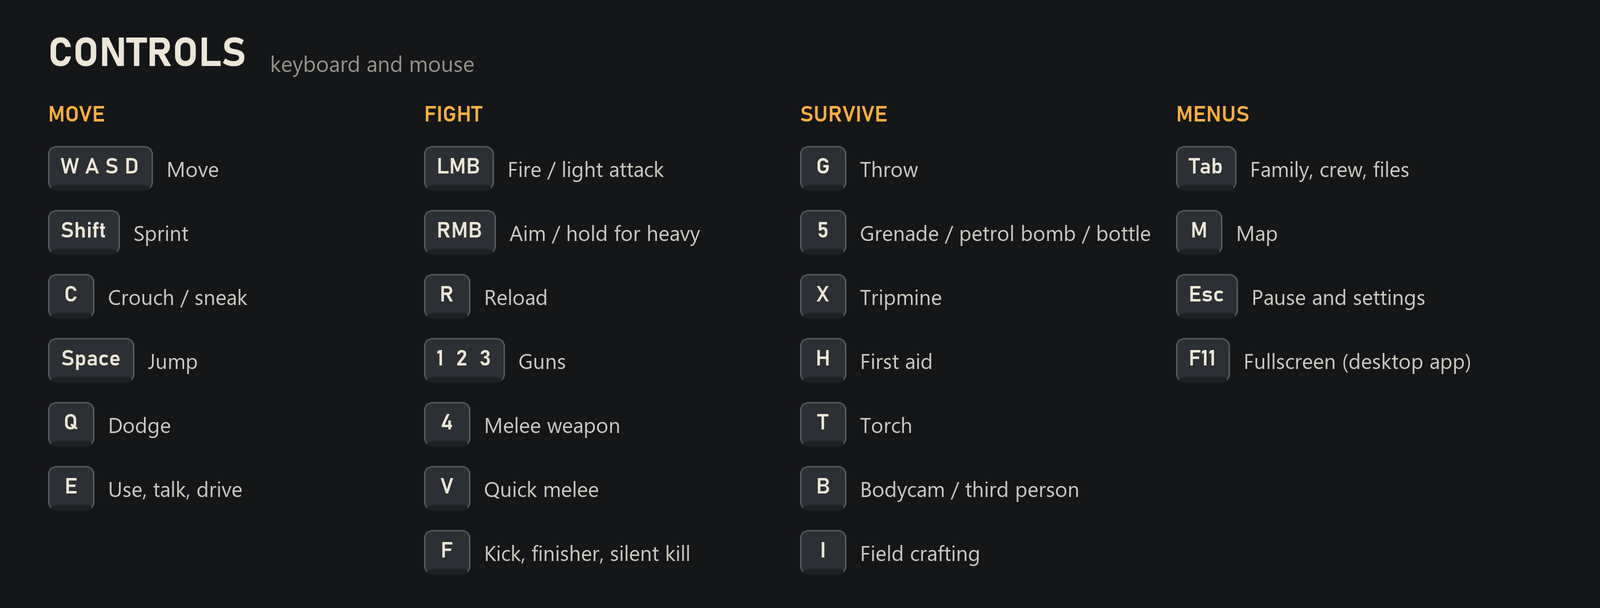 CONTROLS keyboard and mouse
MOVE
W A S D Move
Shift Sprint
C Crouch / sneak
Space Jump
Q Dodge
E Use, talk, drive
FIGHT
LMB Fire / light attack
RMB Aim / hold for heavy
R Reload
1 2 3 Guns
4 Melee weapon
V Quick melee
F Kick, finisher, silent kill
SURVIVE
G Throw
5 Grenade / petrol bomb / bottle
X Tripmine
H First aid
T Torch
B Bodycam / third person
I Field crafting
MENUS
Tab Family, crew, files
M Map
Esc Pause and settings
F11 Fullscreen (desktop app)